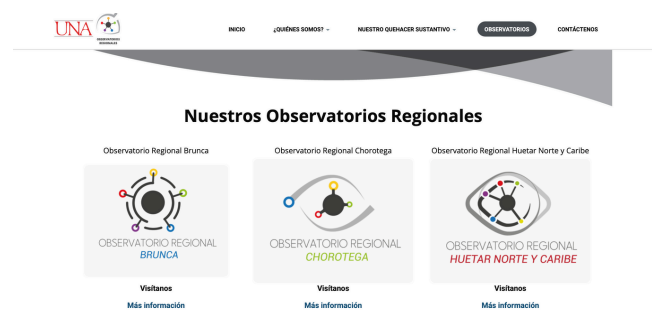 UNA
OBSERVATORIOS
REGIONALES
INICIO
¿QUIÉNES SOMOS?
NUESTRO QUEHACER SUSTANTIVO
OBSERVATORIOS
CONTÁCTENOS
Nuestros Observatorios Regionales
Observatorio Regional Brunca
Observatorio Regional Chorotega
Observatorio Regional Huetar Norte y Caribe
OBSERVATORIO REGIONAL
BRUNCA
OBSERVATORIO REGIONAL
CHOROTEGA
OBSERVATORIO REGIONAL
HUETAR NORTE Y CARIBE
Visítanos
Visítanos
Visítanos
Más información
Más información
Más información